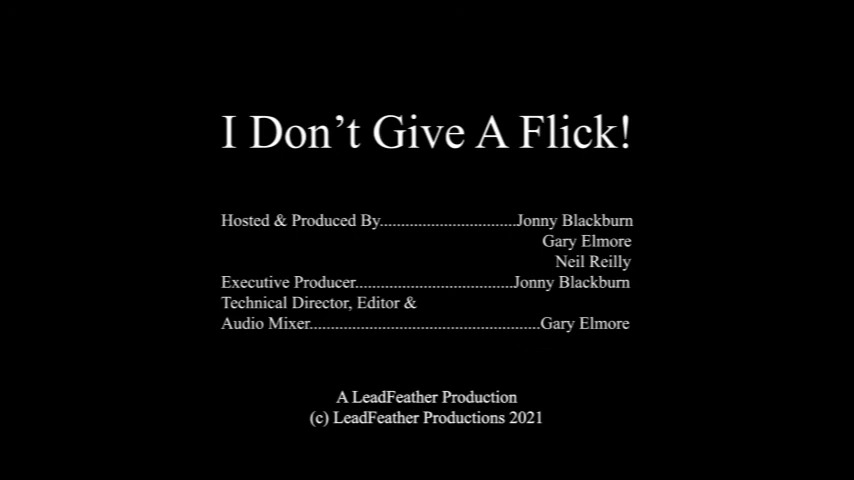 I Don’t Give A Flick!
Hosted & Produced By................................Jonny Blackburn
Gary Elmore
Neil Reilly
Executive Producer.....................................Jonny Blackburn
Technical Director, Editor &
Audio Mixer......................................................Gary Elmore
A LeadFeather Production
(c) LeadFeather Productions 2021